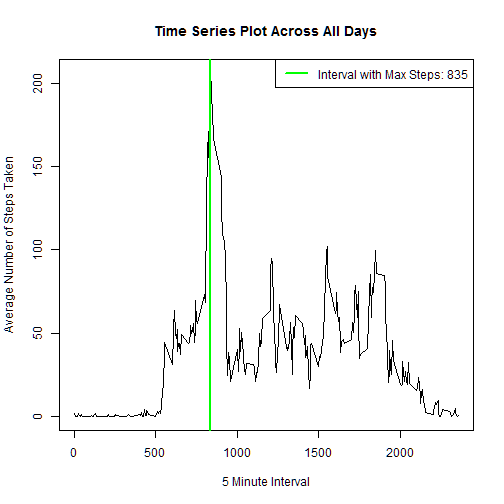 Time Series Plot Across All Days
Interval with Max Steps: 835
Average Number of Steps Taken
200
150
100
50
0
0 500 1000 1500 2000
5 Minute Interval